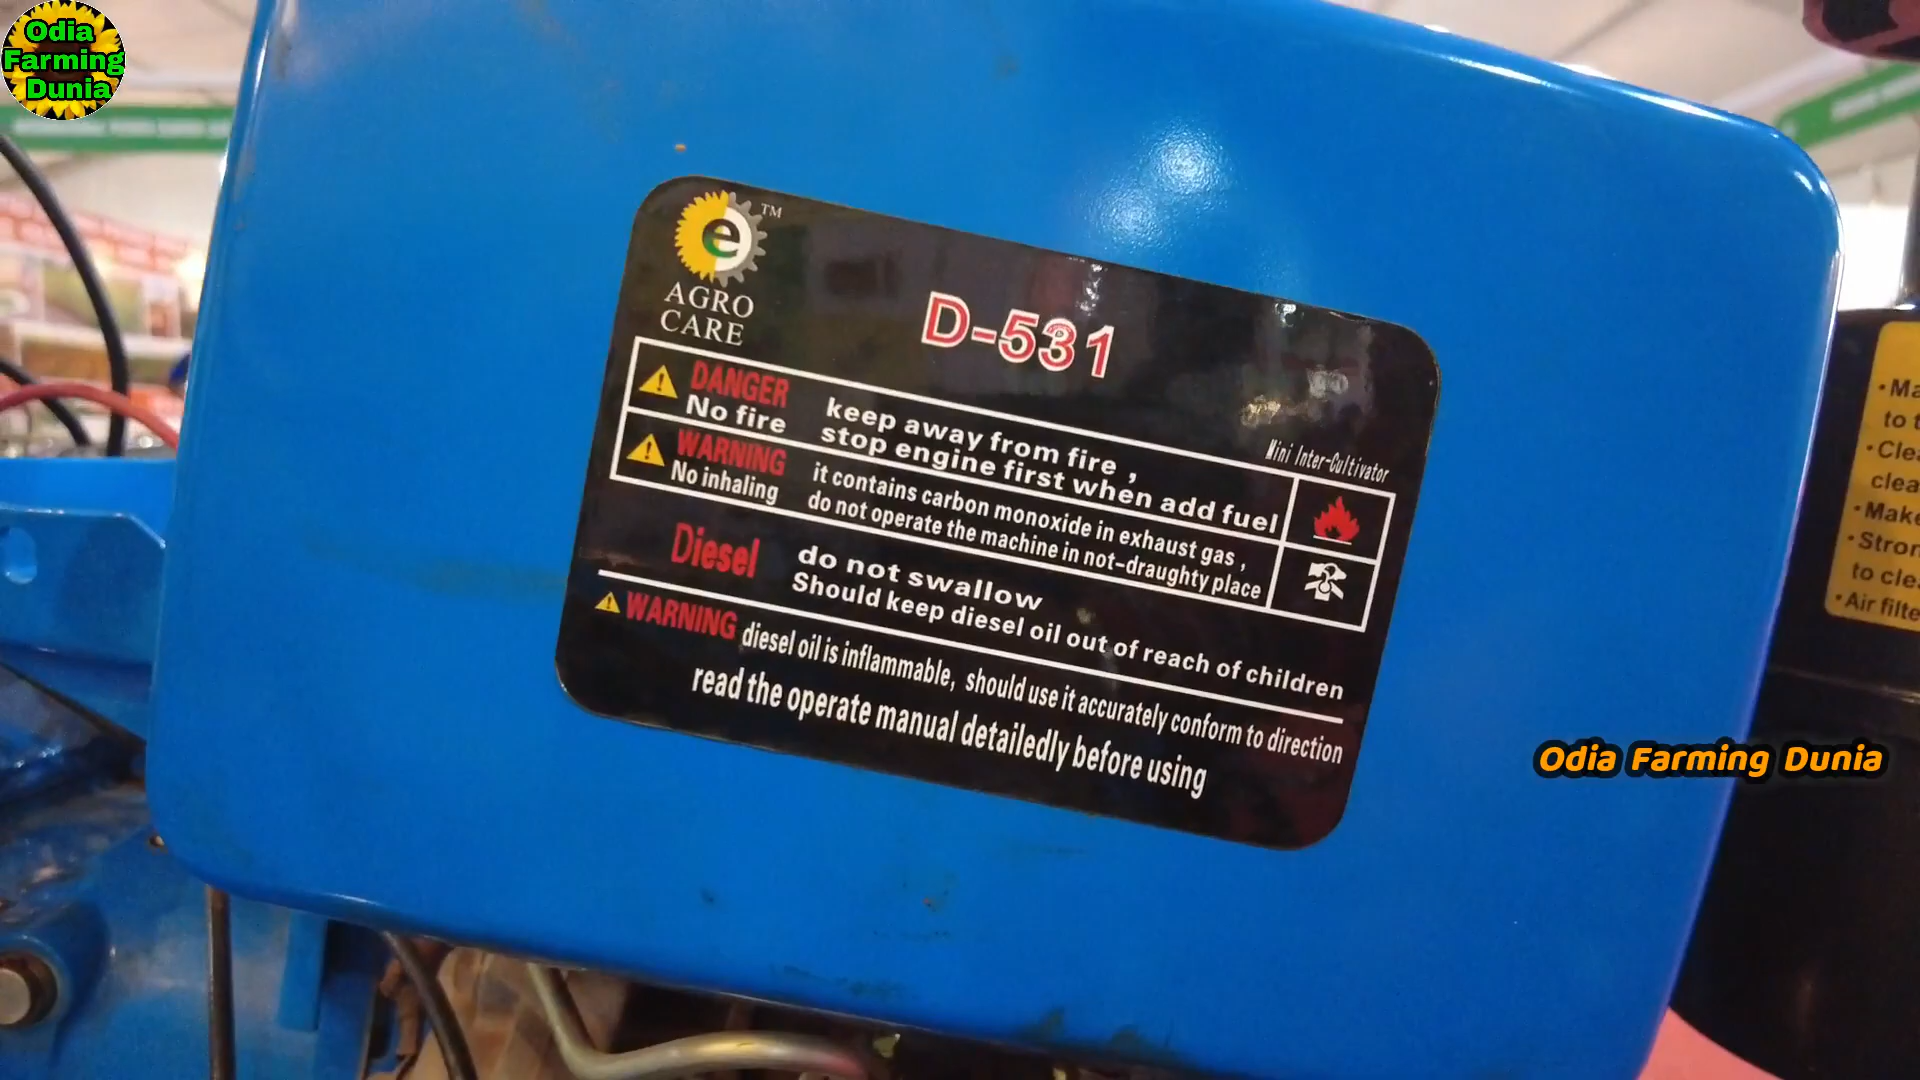 Odia
Farming
Dunia
e
TM
AGRO
CARE
D-531
Mini Inter-Cultivator
DANGER
No fire
keep away from fire ,
stop engine first when add fuel
WARNING
No inhaling
it contains carbon monoxide in exhaust gas ,
do not operate the machine in not-draughty place
Diesel
do not swallow
Should keep diesel oil out of reach of children
WARNING diesel oil is inflammable, should use it accurately conform to direction
read the operate manual detailedly before using
to
• Make
to cle
Odia Farming Dunia